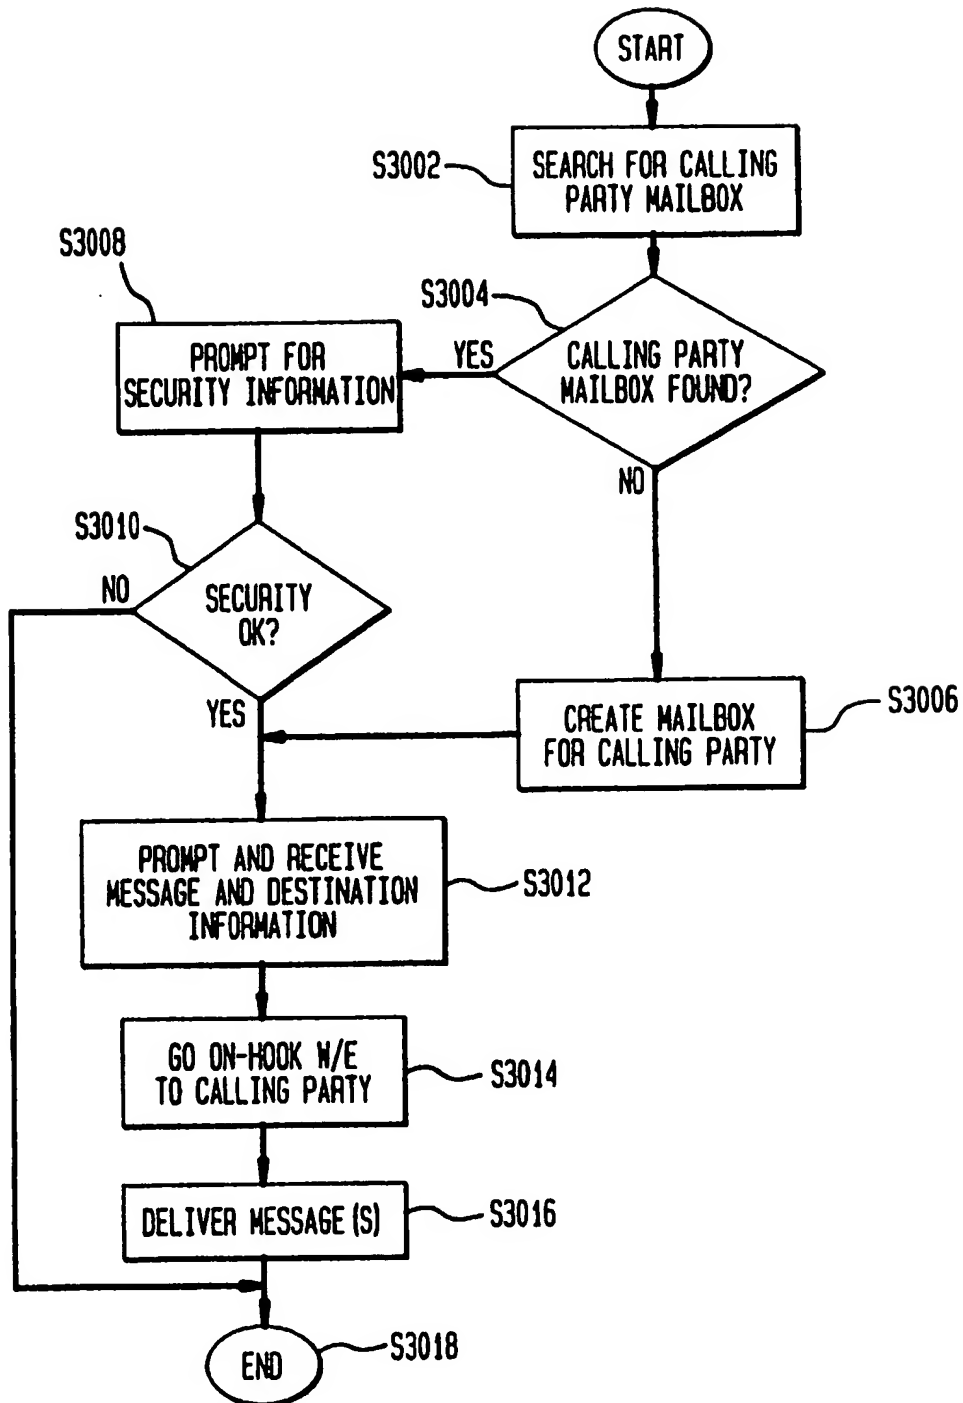 START
S3002
SEARCH FOR CALLING
PARTY MAILBOX
S3008
S3004
PROMPT FOR
SECURITY INFORMATION
YES
CALLING PARTY
MAILBOX FOUND?
NO
S3010
NO
SECURITY
OK?
YES
CREATE MAILBOX
FOR CALLING PARTY
S3006
PROMPT AND RECEIVE
MESSAGE AND DESTINATION
INFORMATION
S3012
GO ON-HOOK W/E
TO CALLING PARTY
S3014
DELIVER MESSAGE(S)
S3016
END
S3018